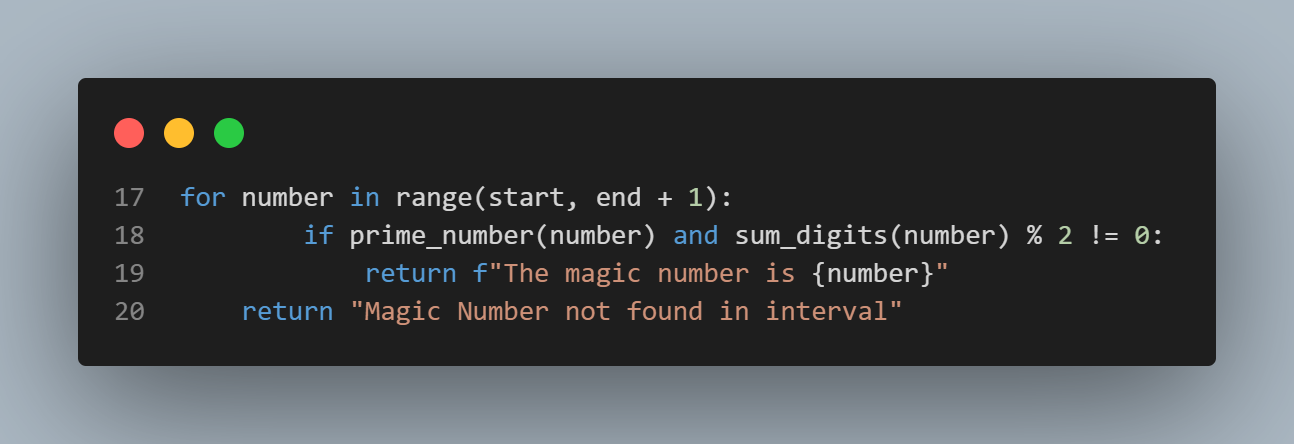 17 for number in range(start, end + 1):
18         if prime_number(number) and sum_digits(number) % 2 != 0:
19             return f"The magic number is {number}"
20     return "Magic Number not found in interval"